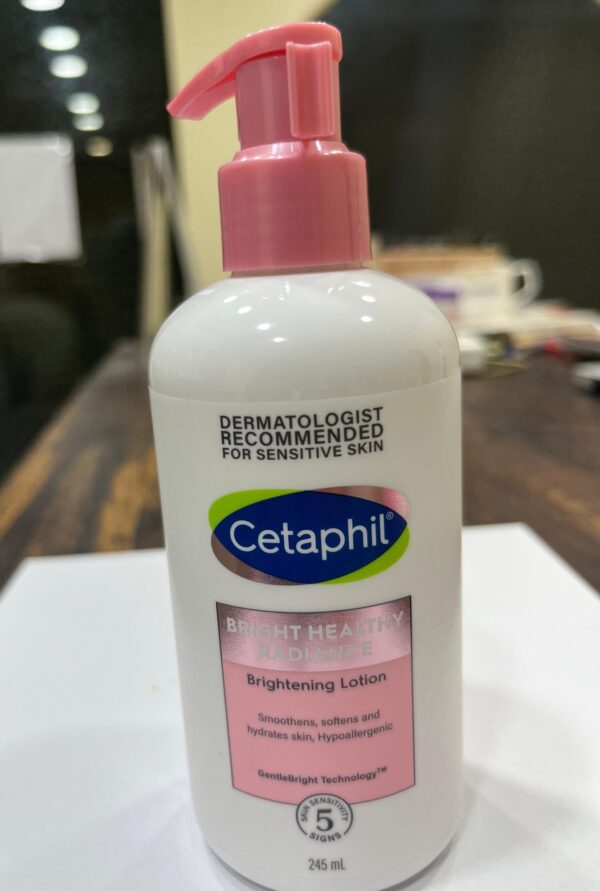 DERMATOLOGIST
RECOMMENDED
FOR SENSITIVE SKIN
Cetaphil®
BRIGHT HEALTHY
RADIANCE
Brightening Lotion
Smoothens, softens and
hydrates skin, Hypoallergenic
GentleBright Technology™
SKIN SENSITIVITY
5
SIGNS
245 mL